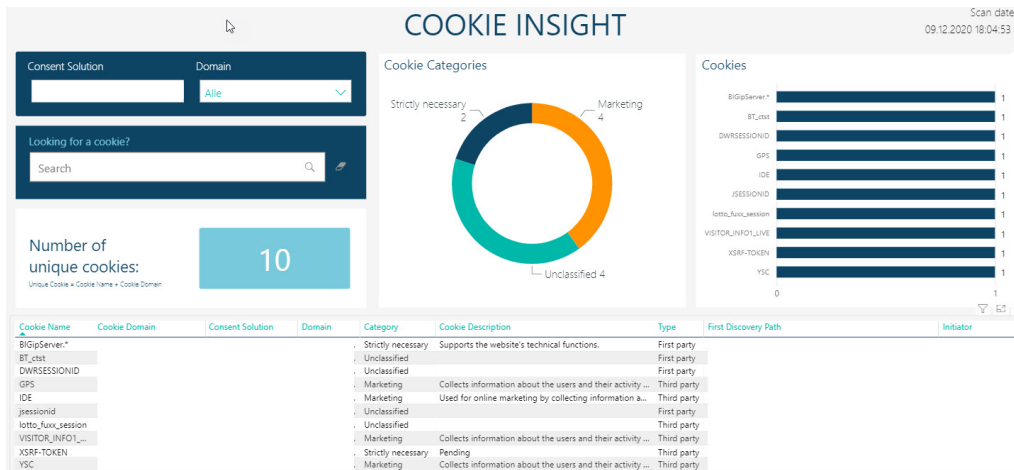 COOKIE INSIGHT
Scan date
09.12.2020 18:04:53
Consent Solution
Domain
Alle
Looking for a cookie?
Search
Number of
unique cookies:
Unique Cookie = Cookie Name + Cookie Domain
10
Cookie Categories
Strictly necessary
2
Marketing
4
Unclassified 4
Cookies
BIGipServer.* 1
BT_ctst 1
DWRSESSIONID 1
GPS 1
IDE 1
JSESSIONID 1
lotto_fuxx_session 1
VISITOR_INFO1_LIVE 1
XSRF-TOKEN 1
YSC 1
0 1
Cookie Name Cookie Domain Consent Solution Domain Category Cookie Description Type First Discovery Path Initiator
BIGipServer.* . Strictly necessary Supports the website's technical functions. First party
BT_ctst . Unclassified First party
DWRSESSIONID . Unclassified First party
GPS . Marketing Collects information about the users and their activity ... Third party
IDE . Marketing Used for online marketing by collecting information a... Third party
jsessionid . Unclassified First party
lotto_fuxx_session . Unclassified Third party
VISITOR_INFO1_... . Marketing Collects information about the users and their activity ... Third party
XSRF-TOKEN . Strictly necessary Pending Third party
YSC . Marketing Collects information about the users and their activity ... Third party